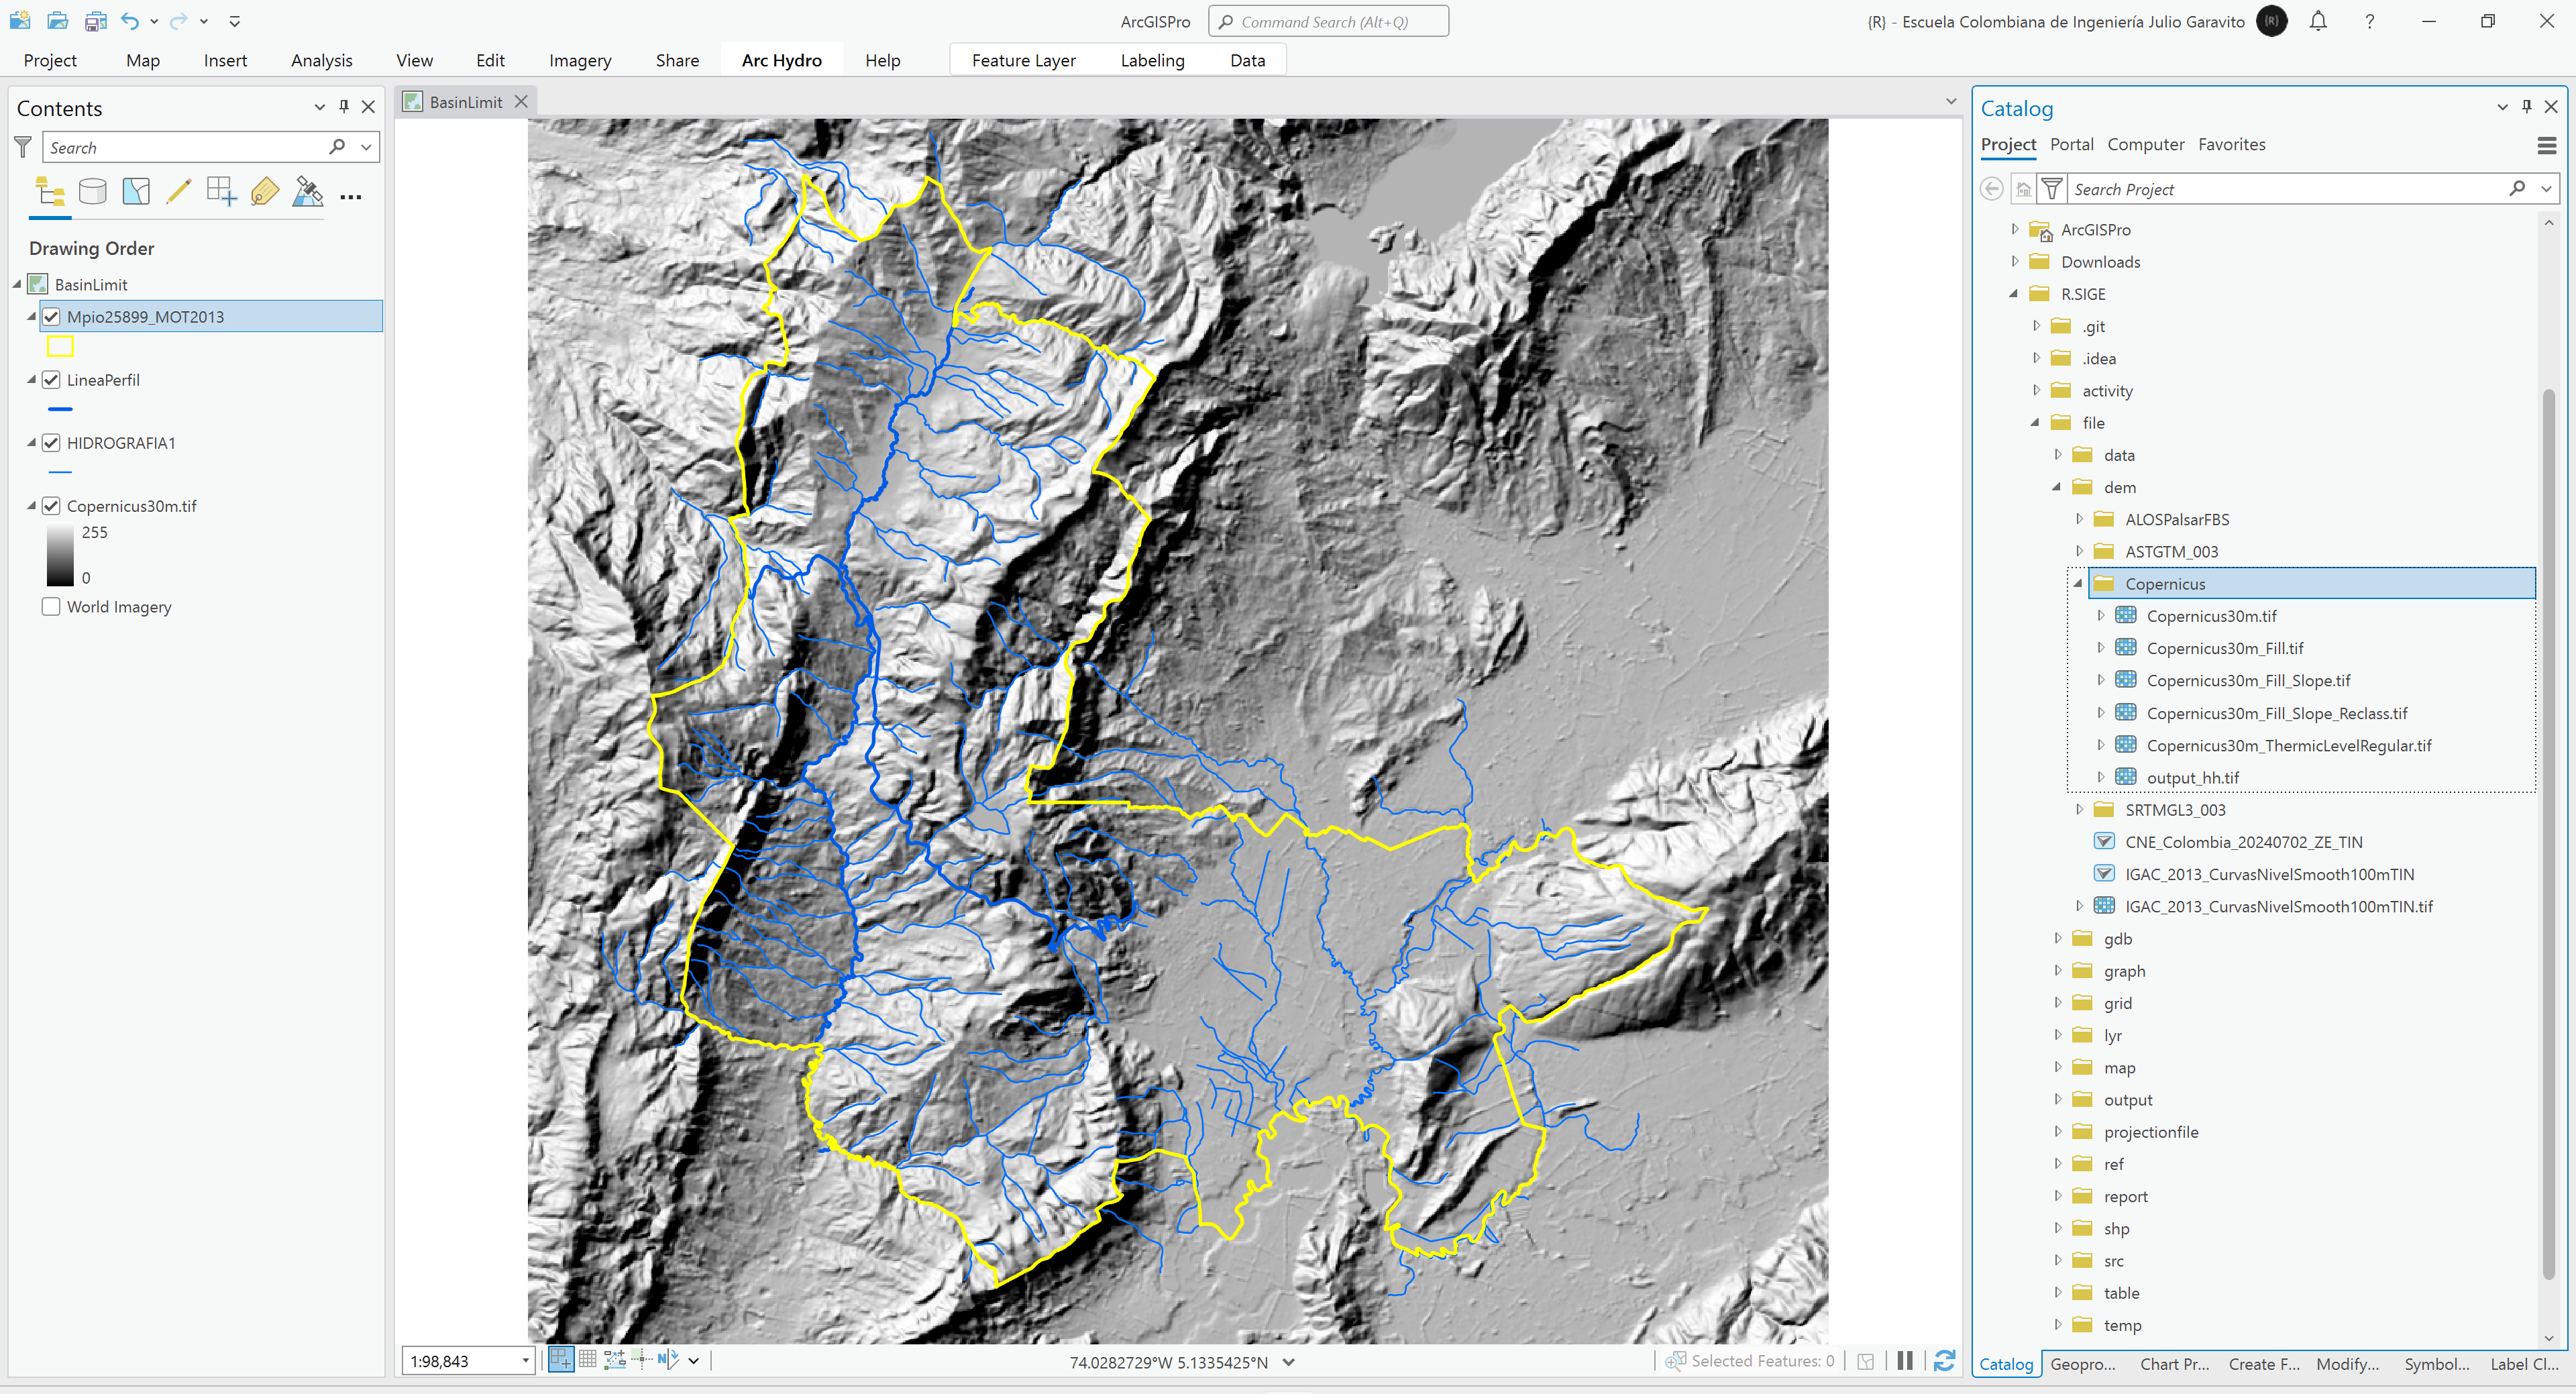 ArcGISPro
Command Search (Alt+Q)
{R} - Escuela Colombiana de Ingeniería Julio Garavito
{R}
?
Project Map Insert Analysis View Edit Imagery Share Arc Hydro Help Feature Layer Labeling Data
Contents
Search
Drawing Order
BasinLimit
Mpio25899_MOT2013
LineaPerfil
HIDROGRAFIA1
Copernicus30m.tif
255
0
World Imagery
BasinLimit
1:98,843
N
74.0282729°W 5.1335425°N
Selected Features: 0
Catalog
Project Portal Computer Favorites
Search Project
ArcGISPro
Downloads
R.SIGE
.git
.idea
activity
file
data
dem
ALOSPalsarFBS
ASTGTM_003
Copernicus
Copernicus30m.tif
Copernicus30m_Fill.tif
Copernicus30m_Fill_Slope.tif
Copernicus30m_Fill_Slope_Reclass.tif
Copernicus30m_ThermicLevelRegular.tif
output_hh.tif
SRTMGL3_003
CNE_Colombia_20240702_ZE_TIN
IGAC_2013_CurvasNivelSmooth100mTIN
IGAC_2013_CurvasNivelSmooth100mTIN.tif
gdb
graph
grid
lyr
map
output
projectionfile
ref
report
shp
src
table
temp
Catalog Geopro... Chart Pr... Create F... Modify... Symbol... Label Cl...